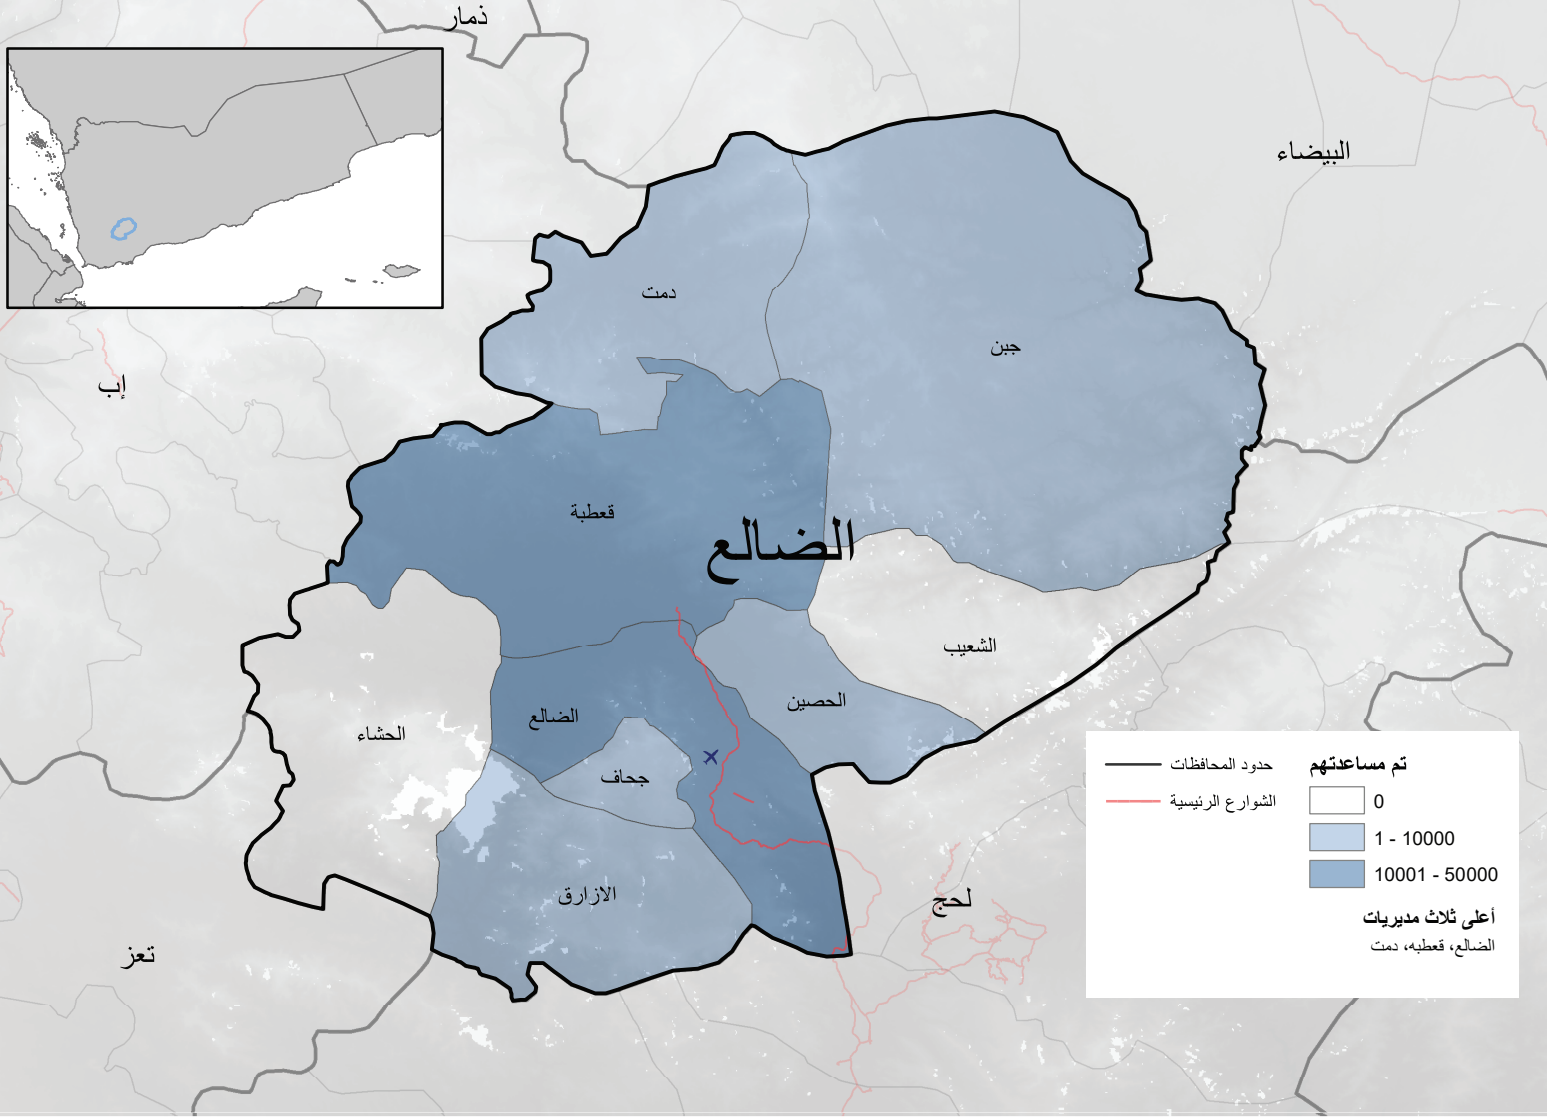 ذمار
البيضاء
دمت
جبن
إب
قعطبة
الضالع
الشعيب
الحصين
الضالع
الحشاء
جحاف
الازارق
لحج
تعز
تم مساعدتهم
0
1 - 10000
10001 - 50000
حدود المحافظات
الشوارع الرئيسية
أعلى ثلاث مديريات
الضالع، قعطبه، دمت